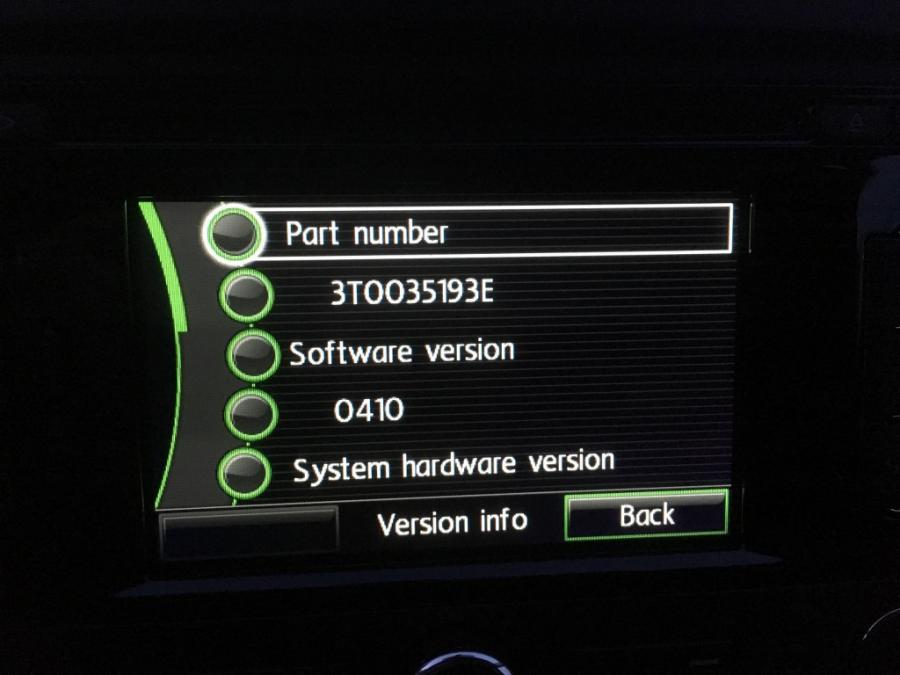 Part number
3T0035193E
Software version
0410
System hardware version
Version info
Back